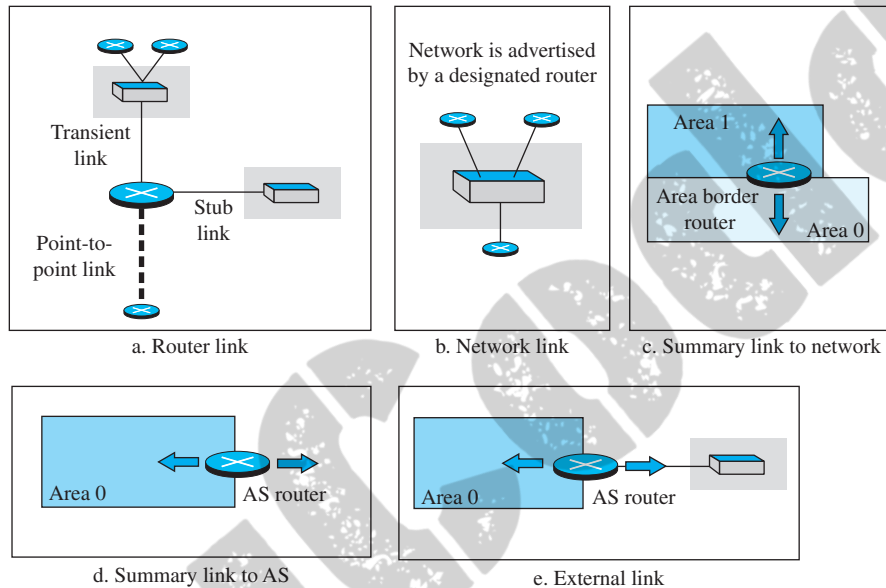 Network is advertised
by a designated router
Transient
link
Stub
link
Point-to-
point link
Area 1
Area border
router
Area 0
a. Router link
b. Network link
c. Summary link to network
Area 0
AS router
Area 0
AS router
d. Summary link to AS
e. External link